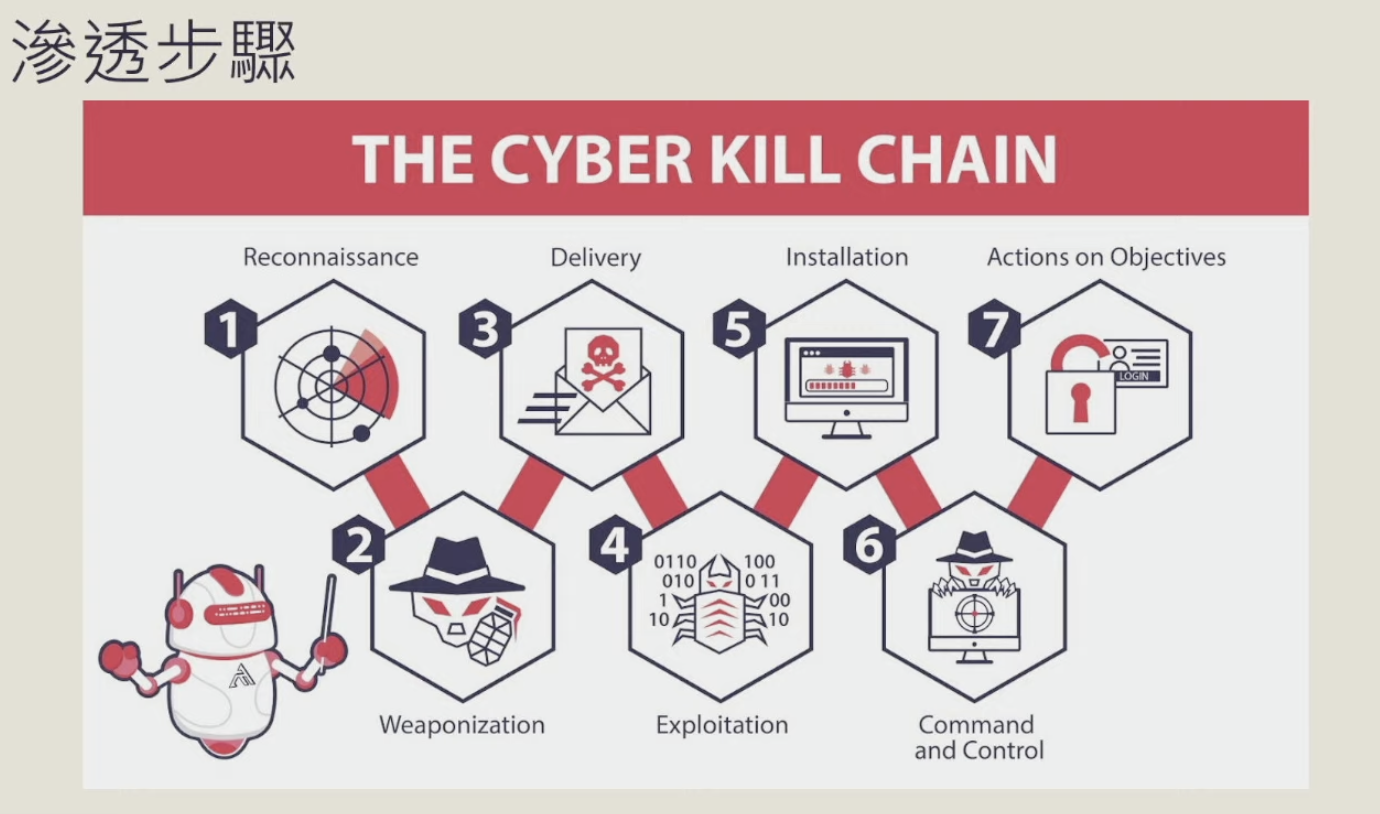 滲透步驟
THE CYBER KILL CHAIN
1
Reconnaissance
2
Weaponization
3
Delivery
4
0110 100
010 0 11
1 00
10 10
Exploitation
5
Installation
6
Command
and Control
7
Actions on Objectives
LOGIN